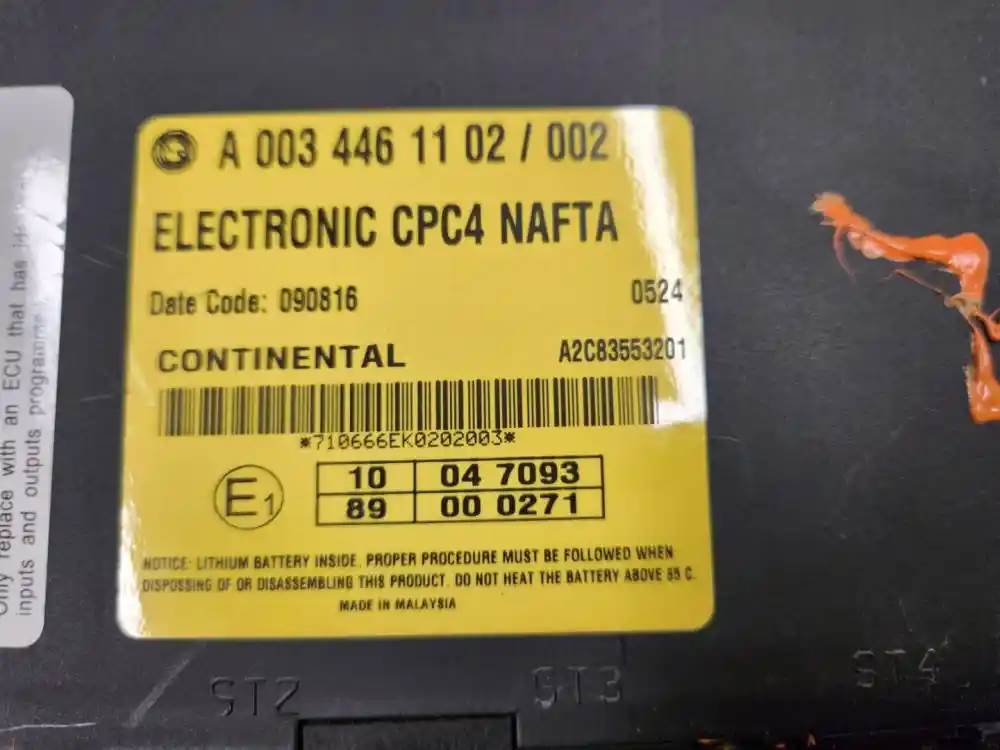 A 003 446 11 02 / 002
ELECTRONIC CPC4 NAFTA
Date Code: 090816 0524
CONTINENTAL A2C83553201
*710666EK0202003*
E1
10 04 7093
89 00 0271
NOTICE: LITHIUM BATTERY INSIDE. PROPER PROCEDURE MUST BE FOLLOWED WHEN
DISPOSSING OF OR DISASSEMBLING THIS PRODUCT. DO NOT HEAT THE BATTERY ABOVE 85 C.
MADE IN MALAYSIA
Only replace with an ECU that has
inputs and outputs programme
ST2 ST3 ST4